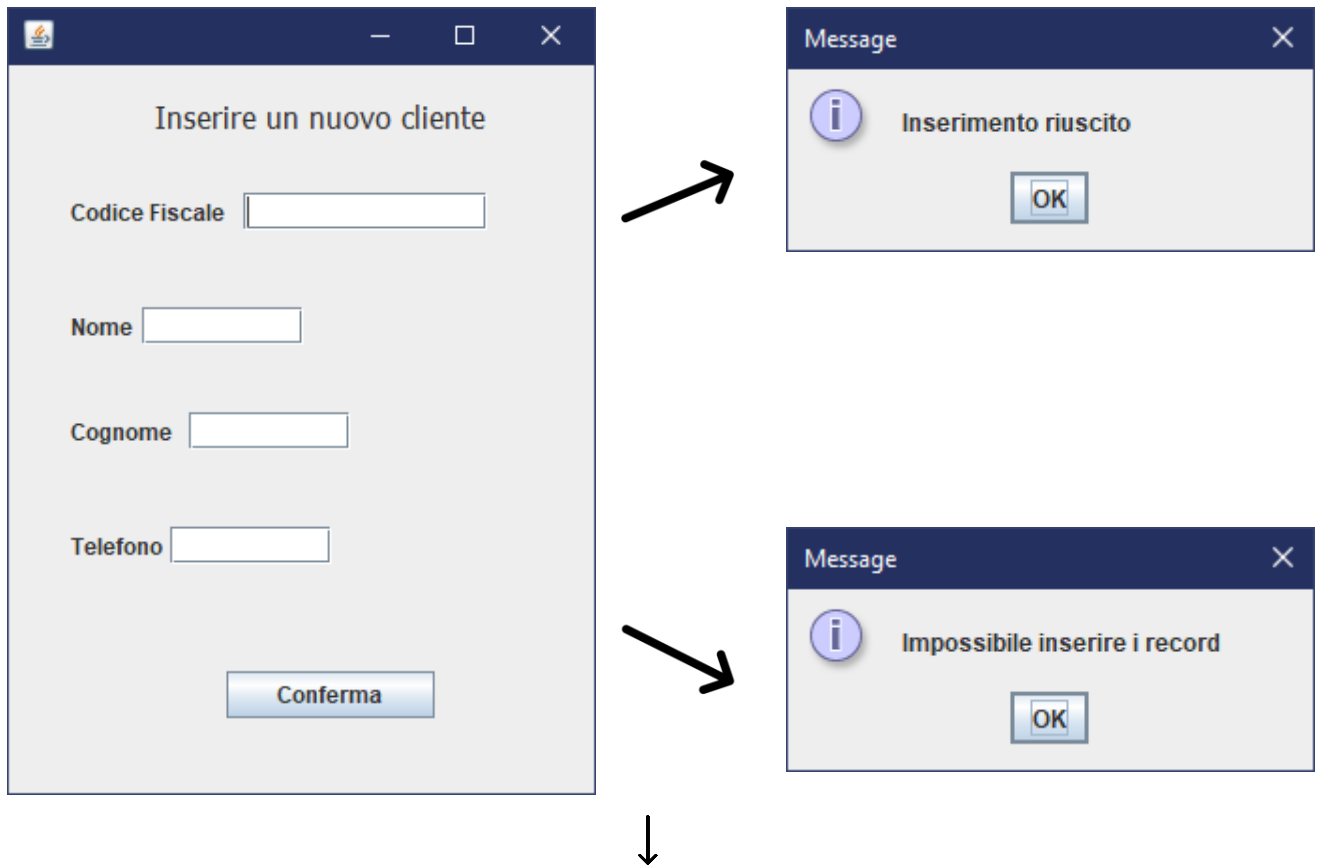 Inserire un nuovo cliente
Codice Fiscale
Nome
Cognome
Telefono
Conferma
Message
Inserimento riuscito
OK
Message
Impossibile inserire i record
OK